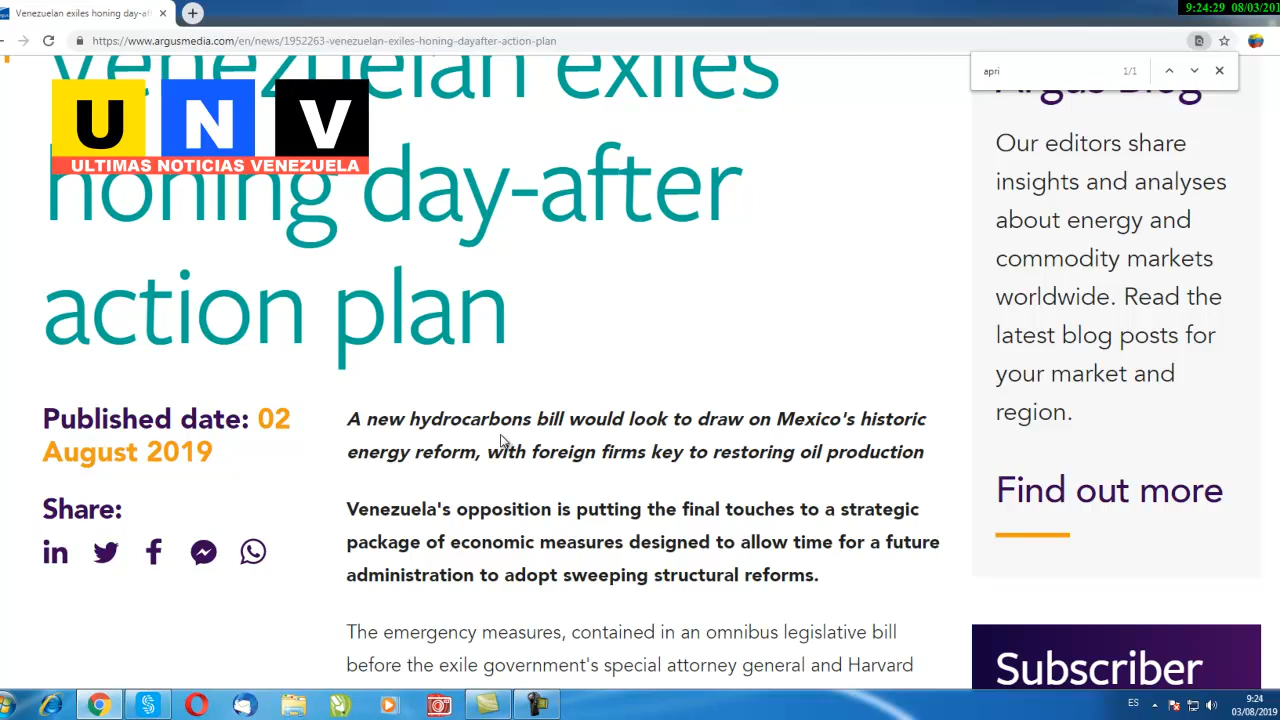 9:24:29 08/03/201
Venezuelan exiles honing day-af
https://www.argusmedia.com/en/news/1952263-venezuelan-exiles-honing-dayafter-action-plan
apri 1/1
Venezuelan exiles
honing day-after
action plan
U N V
ULTIMAS NOTICIAS VENEZUELA
Published date: 02
August 2019
Share:
A new hydrocarbons bill would look to draw on Mexico's historic
energy reform, with foreign firms key to restoring oil production
Venezuela's opposition is putting the final touches to a strategic
package of economic measures designed to allow time for a future
administration to adopt sweeping structural reforms.
The emergency measures, contained in an omnibus legislative bill
before the exile government's special attorney general and Harvard
Argus Blog
Our editors share
insights and analyses
about energy and
commodity markets
worldwide. Read the
latest blog posts for
your market and
region.
Find out more
Subscriber
ES
9:24
03/08/2019